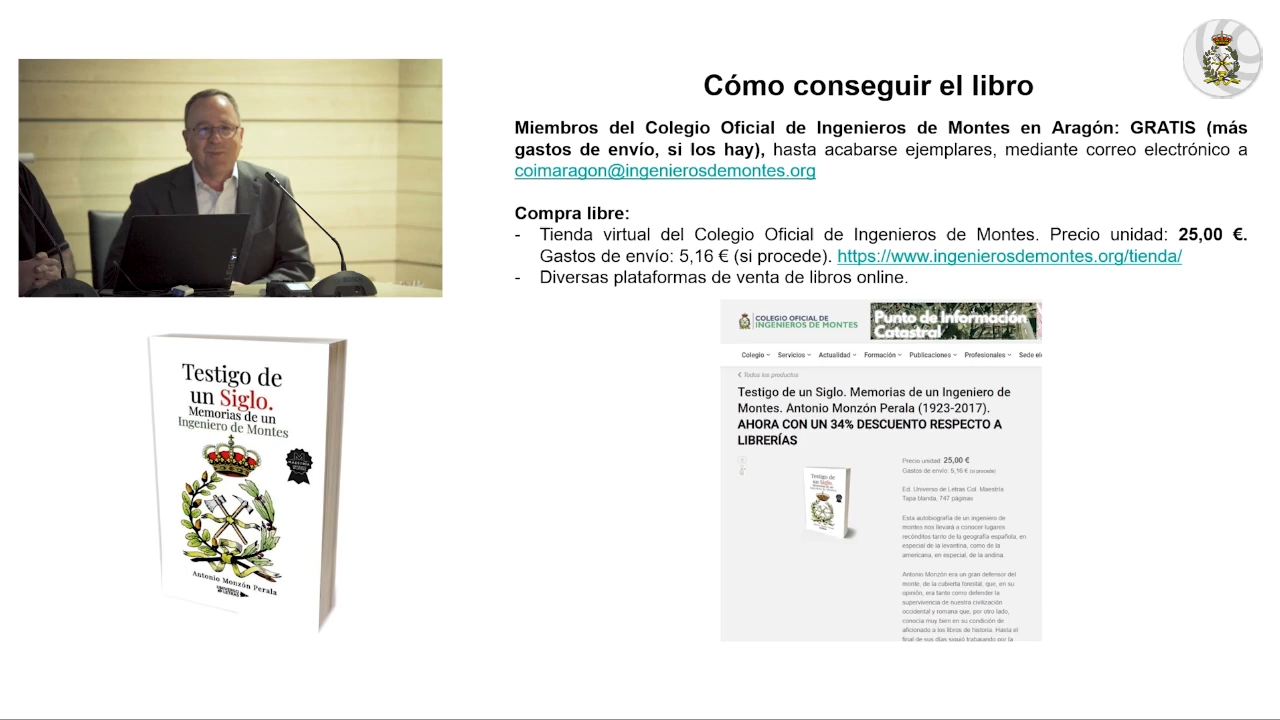 Cómo conseguir el libro
Miembros del Colegio Oficial de Ingenieros de Montes en Aragón: GRATIS (más
gastos de envío, si los hay), hasta acabarse ejemplares, mediante correo electrónico a
coimaragon@ingenierosdemontes.org
Compra libre:
- Tienda virtual del Colegio Oficial de Ingenieros de Montes. Precio unidad: 25,00 €.
Gastos de envío: 5,16 € (si procede). https://www.ingenierosdemontes.org/tienda/
- Diversas plataformas de venta de libros online.
Testigo de
un Siglo.
Memorias de un
Ingeniero de Montes
Antonio Monzón Perala
COLEGIO OFICIAL DE
INGENIEROS DE MONTES
Punto de Información
Catastral
Colegio Servicios Actualidad Formación Publicaciones Profesionales Sede el
Todos los productos
Testigo de un Siglo. Memorias de un Ingeniero de
Montes. Antonio Monzón Perala (1923-2017).
AHORA CON UN 34% DESCUENTO RESPECTO A
LIBRERÍAS
Precio unidad: 25,00 €
Gastos de envío: 5,16 € (si procede)
Ed. Universo de Letras Col. Maestría
Tapa blanda, 747 páginas
Esta autobiografía de un ingeniero de
montes nos llevará a conocer lugares
recónditos tanto de la geografía española, en
especial de la levantina, como de la
americana, en especial, de la andina.
Antonio Monzón era un gran defensor del
monte, de la cubierta forestal, que, en su
opinión, era tanto como defender la
supervivencia de nuestra civilización
occidental y romana que, por otro lado,
conocía muy bien en su condición de
aficionado a los libros de historia. Hasta el
final de sus días siguió trabajando por la
Testigo de
un Siglo.